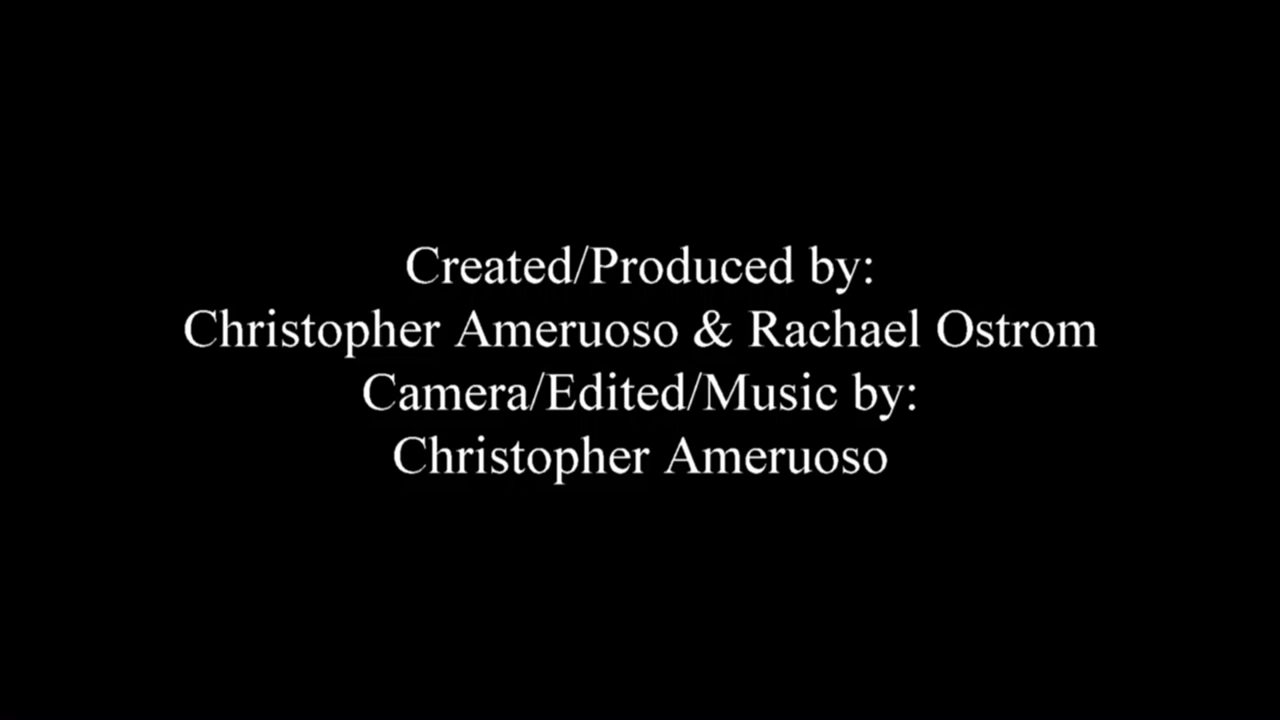 Created/Produced by:
Christopher Ameruoso & Rachael Ostrom
Camera/Edited/Music by:
Christopher Ameruoso